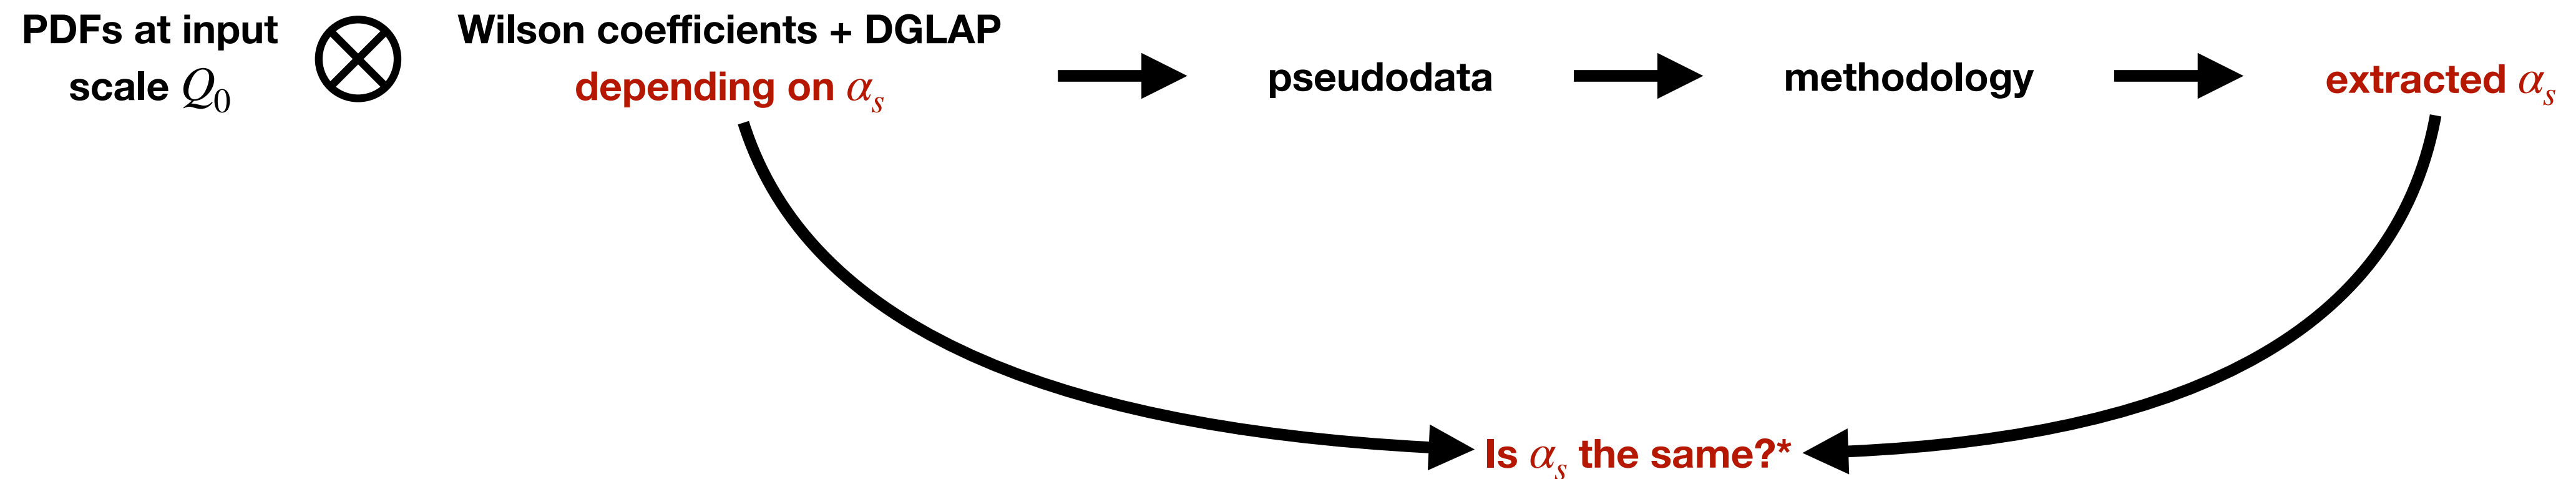 PDFs at input
scale Q₀
Wilson coefficients + DGLAP
depending on αₛ
pseudodata
methodology
extracted αₛ
Is αₛ the same?*